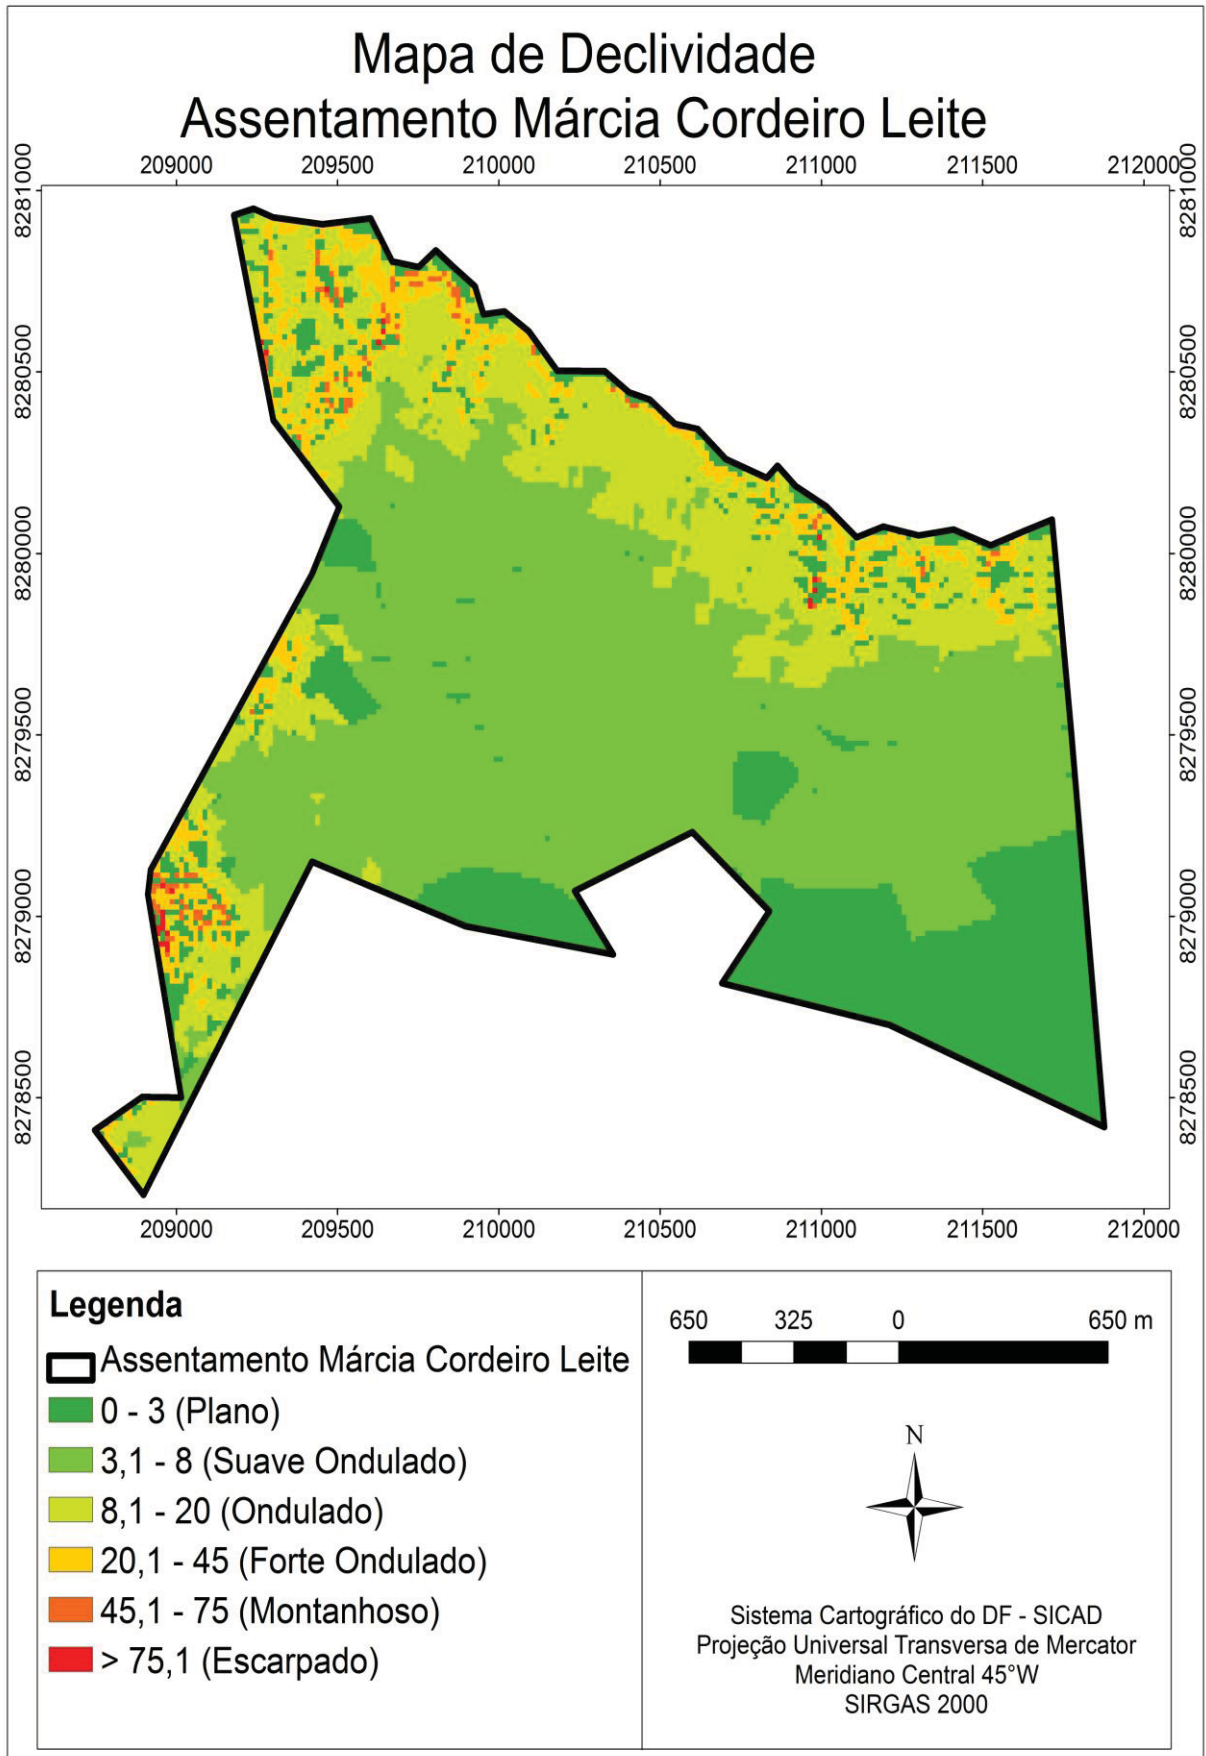 Mapa de Declividade
Assentamento Márcia Cordeiro Leite
209000 209500 210000 210500 211000 211500 2120000
8281000 8281000
8280500 8280500
8280000 8280000
8279500 8279500
8279000 8279000
8278500 8278500
209000 209500 210000 210500 211000 211500 212000
Legenda
Assentamento Márcia Cordeiro Leite
0 - 3 (Plano)
3,1 - 8 (Suave Ondulado)
8,1 - 20 (Ondulado)
20,1 - 45 (Forte Ondulado)
45,1 - 75 (Montanhoso)
> 75,1 (Escarpado)
650 325 0 650 m
N
Sistema Cartográfico do DF - SICAD
Projeção Universal Transversa de Mercator
Meridiano Central 45°W
SIRGAS 2000